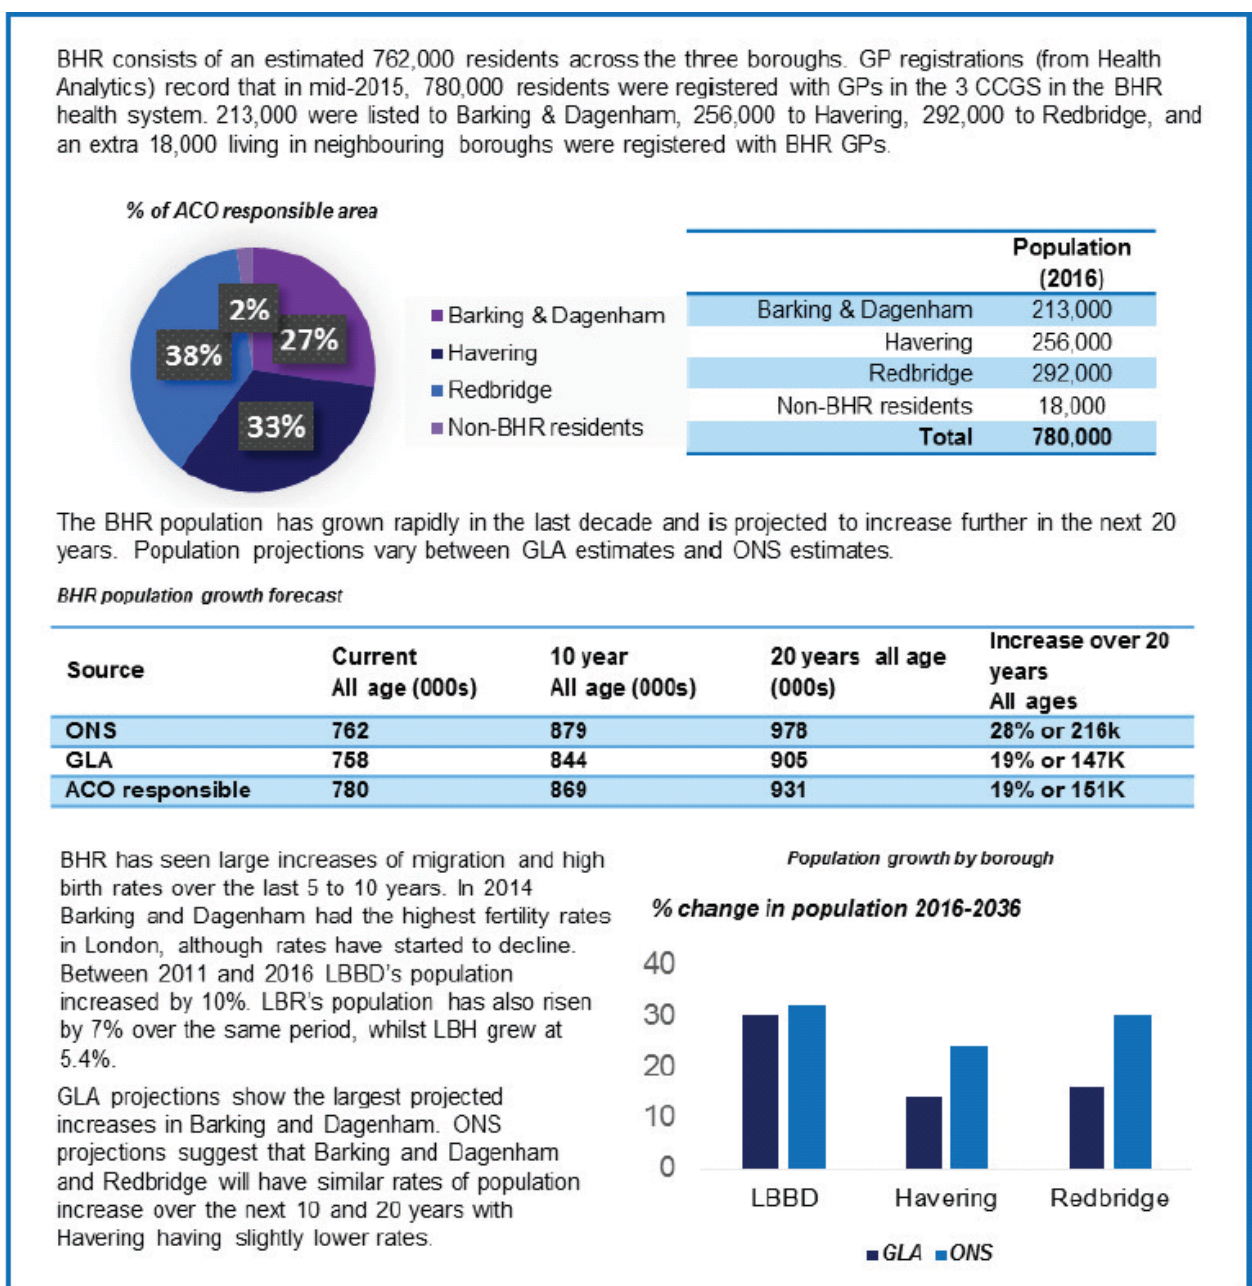 BHR consists of an estimated 762,000 residents across the three boroughs. GP registrations (from Health
Analytics) record that in mid-2015, 780,000 residents were registered with GPs in the 3 CCGS in the BHR
health system. 213,000 were listed to Barking & Dagenham, 256,000 to Havering, 292,000 to Redbridge, and
an extra 18,000 living in neighbouring boroughs were registered with BHR GPs.
% of ACO responsible area
2%
27%
38%
33%
Barking & Dagenham
Havering
Redbridge
Non-BHR residents
Population
(2016)
Barking & Dagenham 213,000
Havering 256,000
Redbridge 292,000
Non-BHR residents 18,000
Total 780,000
The BHR population has grown rapidly in the last decade and is projected to increase further in the next 20
years. Population projections vary between GLA estimates and ONS estimates.
BHR population growth forecast
Source
Current
All age (000s)
10 year
All age (000s)
20 years all age
(000s)
Increase over 20
years
All ages
ONS 762 879 978 28% or 216k
GLA 758 844 905 19% or 147K
ACO responsible 780 869 931 19% or 151K
BHR has seen large increases of migration and high
birth rates over the last 5 to 10 years. In 2014
Barking and Dagenham had the highest fertility rates
in London, although rates have started to decline.
Between 2011 and 2016 LBBD's population
increased by 10%. LBR's population has also risen
by 7% over the same period, whilst LBH grew at
5.4%.
GLA projections show the largest projected
increases in Barking and Dagenham. ONS
projections suggest that Barking and Dagenham
and Redbridge will have similar rates of population
increase over the next 10 and 20 years with
Havering having slightly lower rates.
Population growth by borough
% change in population 2016-2036
40
30
20
10
0
LBBD Havering Redbridge
GLA ONS